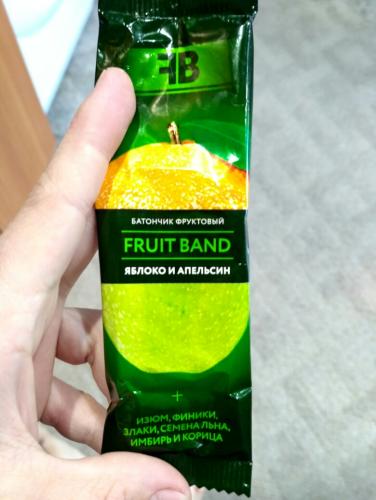 FB
БАТОНЧИК ФРУКТОВЫЙ
FRUIT BAND
ЯБЛОКО И АПЕЛЬСИН
+
ИЗЮМ, ФИНИКИ,
ЗЛАКИ, СЕМЕНА ЛЬНА,
ИМБИРЬ И КОРИЦА